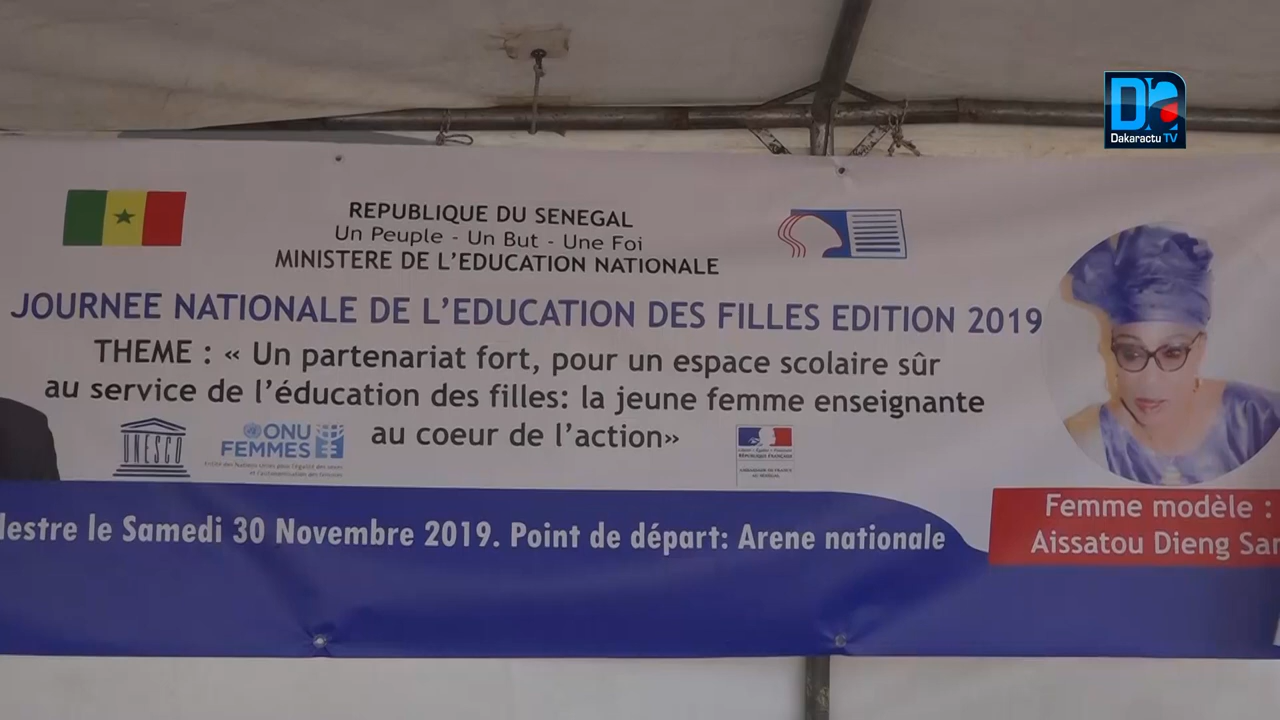 Dakaractu TV
REPUBLIQUE DU SENEGAL
Un Peuple - Un But - Une Foi
MINISTERE DE L'EDUCATION NATIONALE
JOURNEE NATIONALE DE L'EDUCATION DES FILLES EDITION 2019
THEME : « Un partenariat fort, pour un espace scolaire sûr
au service de l'éducation des filles: la jeune femme enseignante
au coeur de l'action»
UNESCO
ONU
FEMMES
RÉPUBLIQUE FRANÇAISE
lestre le Samedi 30 Novembre 2019. Point de départ: Arene nationale
Femme modèle :
Aissatou Dieng Sar